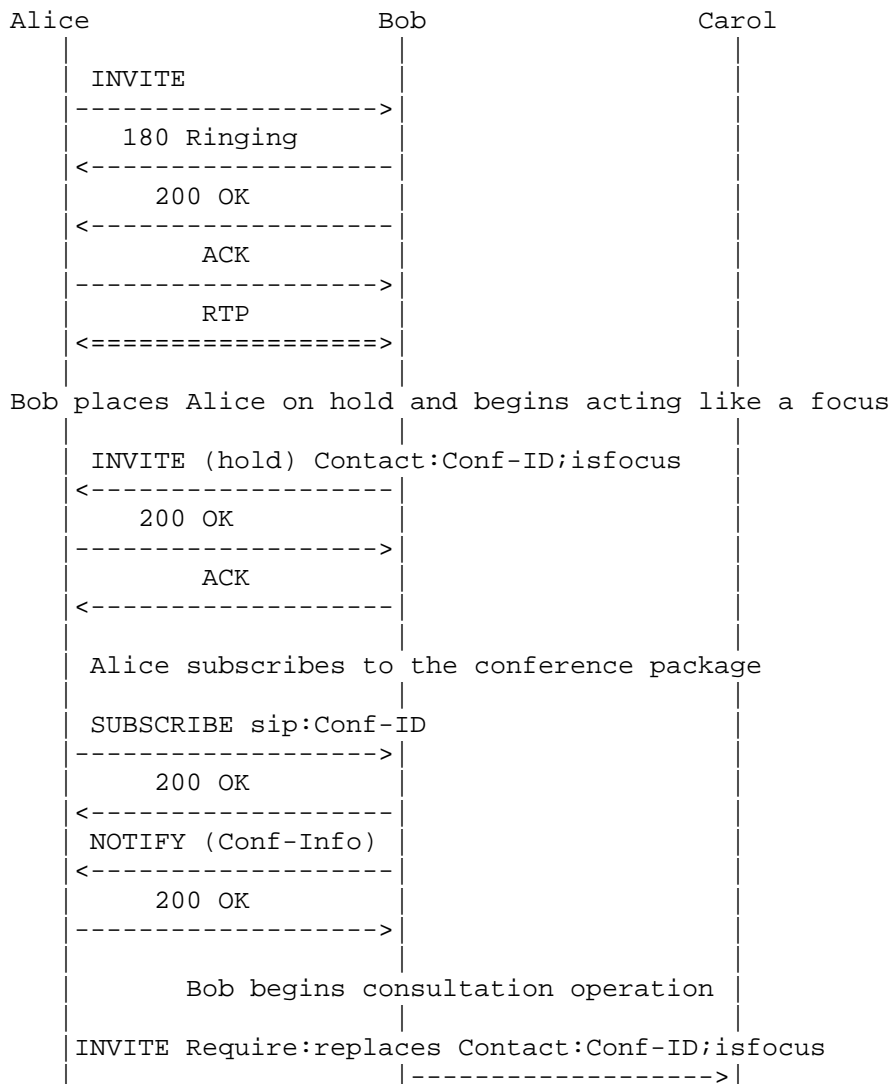 Alice Bob Carol
INVITE
------------------->
180 Ringing
<-------------------
200 OK
<-------------------
ACK
------------------->
RTP
<==================>
Bob places Alice on hold and begins acting like a focus
INVITE (hold) Contact:Conf-ID;isfocus
<-------------------
200 OK
------------------->
ACK
<-------------------
Alice subscribes to the conference package
SUBSCRIBE sip:Conf-ID
------------------->
200 OK
<-------------------
NOTIFY (Conf-Info)
<-------------------
200 OK
------------------->
Bob begins consultation operation
INVITE Require:replaces Contact:Conf-ID;isfocus
------------------->